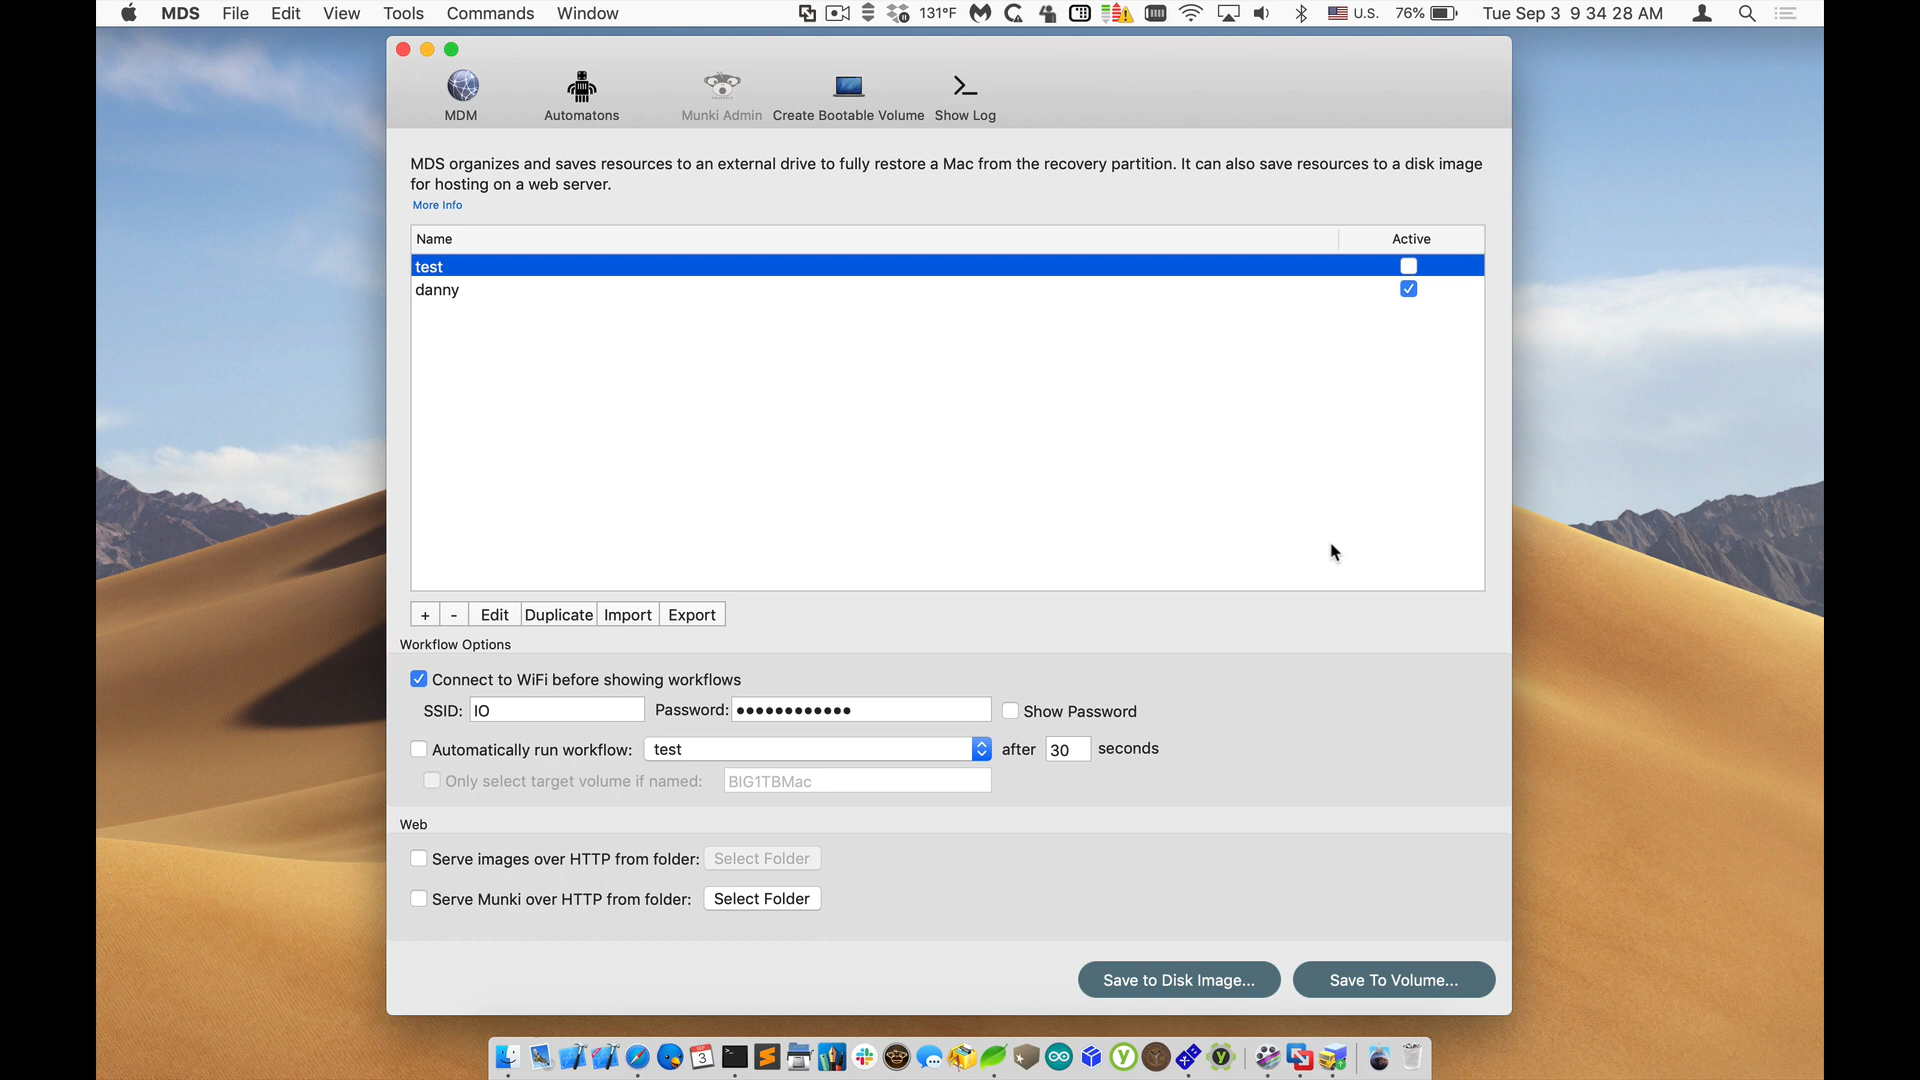 MDS File Edit View Tools Commands Window 131°F U.S. 76% Tue Sep 3 9 34 28 AM
MDM Automatons Munki Admin Create Bootable Volume Show Log
MDS organizes and saves resources to an external drive to fully restore a Mac from the recovery partition. It can also save resources to a disk image
for hosting on a web server.
More Info
Name Active
test
danny
+ - Edit Duplicate Import Export
Workflow Options
Connect to WiFi before showing workflows
SSID: IO Password: •••••••••••• Show Password
Automatically run workflow: test after 30 seconds
Only select target volume if named: BIG1TBMac
Web
Serve images over HTTP from folder: Select Folder
Serve Munki over HTTP from folder: Select Folder
Save to Disk Image... Save To Volume...
3